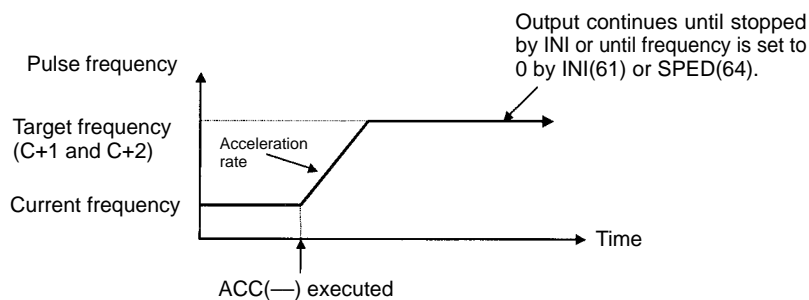 Output continues until stopped
by INI or until frequency is set to
0 by INI(61) or SPED(64).
Pulse frequency
Target frequency
(C+1 and C+2)
Acceleration
rate
Current frequency
Time
ACC(—) executed